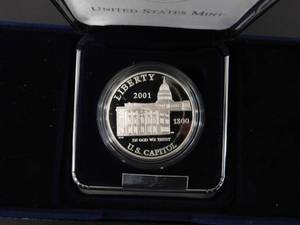 UNITED STATES MINT
LIBERTY
2001
1800
IN GOD WE TRUST
U.S. CAPITOL